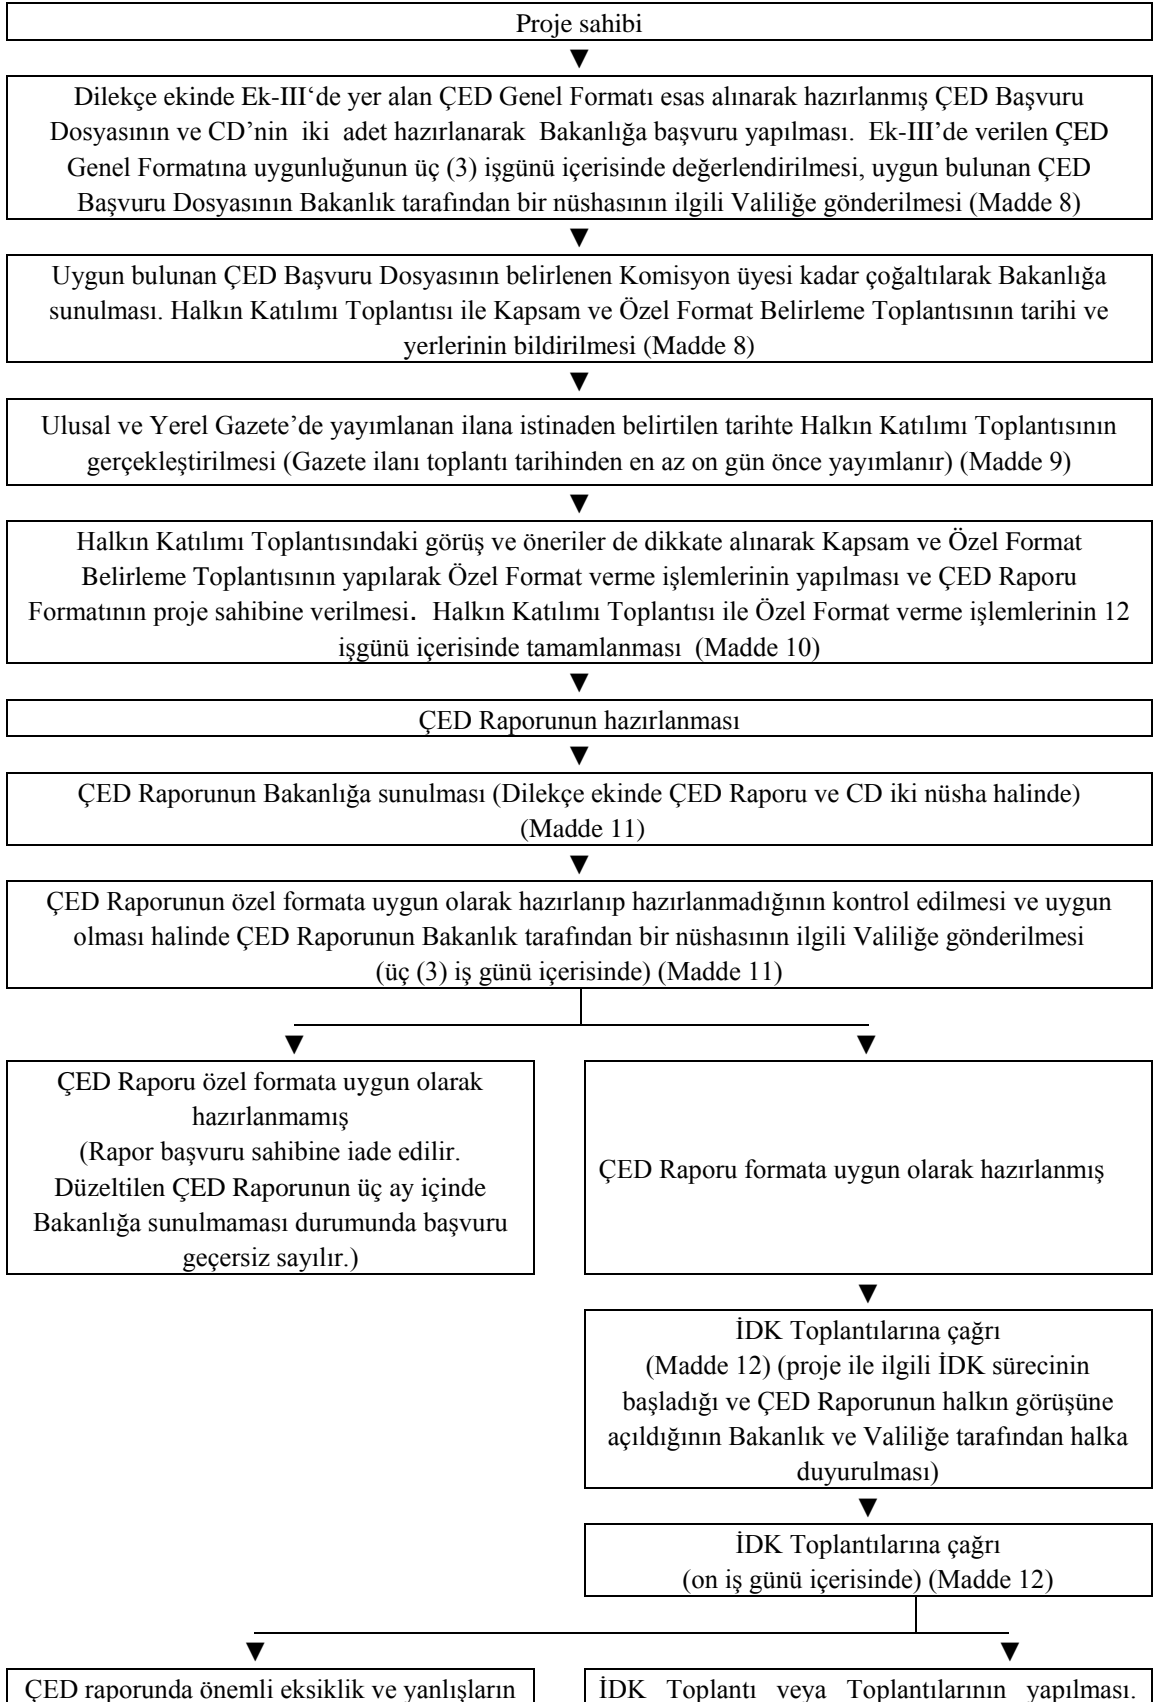 Proje sahibi
▼
Dilekçe ekinde Ek-III‘de yer alan ÇED Genel Formatı esas alınarak hazırlanmış ÇED Başvuru
Dosyasının ve CD’nin iki adet hazırlanarak Bakanlığa başvuru yapılması. Ek-III’de verilen ÇED
Genel Formatına uygunluğunun üç (3) işgünü içerisinde değerlendirilmesi, uygun bulunan ÇED
Başvuru Dosyasının Bakanlık tarafından bir nüshasının ilgili Valiliğe gönderilmesi (Madde 8)
▼
Uygun bulunan ÇED Başvuru Dosyasının belirlenen Komisyon üyesi kadar çoğaltılarak Bakanlığa
sunulması. Halkın Katılımı Toplantısı ile Kapsam ve Özel Format Belirleme Toplantısının tarihi ve
yerlerinin bildirilmesi (Madde 8)
▼
Ulusal ve Yerel Gazete’de yayımlanan ilana istinaden belirtilen tarihte Halkın Katılımı Toplantısının
gerçekleştirilmesi (Gazete ilanı toplantı tarihinden en az on gün önce yayımlanır) (Madde 9)
▼
Halkın Katılımı Toplantısındaki görüş ve öneriler de dikkate alınarak Kapsam ve Özel Format
Belirleme Toplantısının yapılarak Özel Format verme işlemlerinin yapılması ve ÇED Raporu
Formatının proje sahibine verilmesi. Halkın Katılımı Toplantısı ile Özel Format verme işlemlerinin 12
işgünü içerisinde tamamlanması (Madde 10)
▼
ÇED Raporunun hazırlanması
▼
ÇED Raporunun Bakanlığa sunulması (Dilekçe ekinde ÇED Raporu ve CD iki nüsha halinde)
(Madde 11)
▼
ÇED Raporunun özel formata uygun olarak hazırlanıp hazırlanmadığının kontrol edilmesi ve uygun
olması halinde ÇED Raporunun Bakanlık tarafından bir nüshasının ilgili Valiliğe gönderilmesi
(üç (3) iş günü içerisinde) (Madde 11)
▼ ▼
ÇED Raporu özel formata uygun olarak
hazırlanmamış
(Rapor başvuru sahibine iade edilir.
Düzeltilen ÇED Raporunun üç ay içinde
Bakanlığa sunulmaması durumunda başvuru
geçersiz sayılır.)
ÇED Raporu formata uygun olarak hazırlanmış
▼
İDK Toplantılarına çağrı
(Madde 12) (proje ile ilgili İDK sürecinin
başladığı ve ÇED Raporunun halkın görüşüne
açıldığının Bakanlık ve Valiliğe tarafından halka
duyurulması)
▼
İDK Toplantılarına çağrı
(on iş günü içerisinde) (Madde 12)
▼ ▼
ÇED raporunda önemli eksiklik ve yanlışların
İDK Toplantı veya Toplantılarının yapılması.